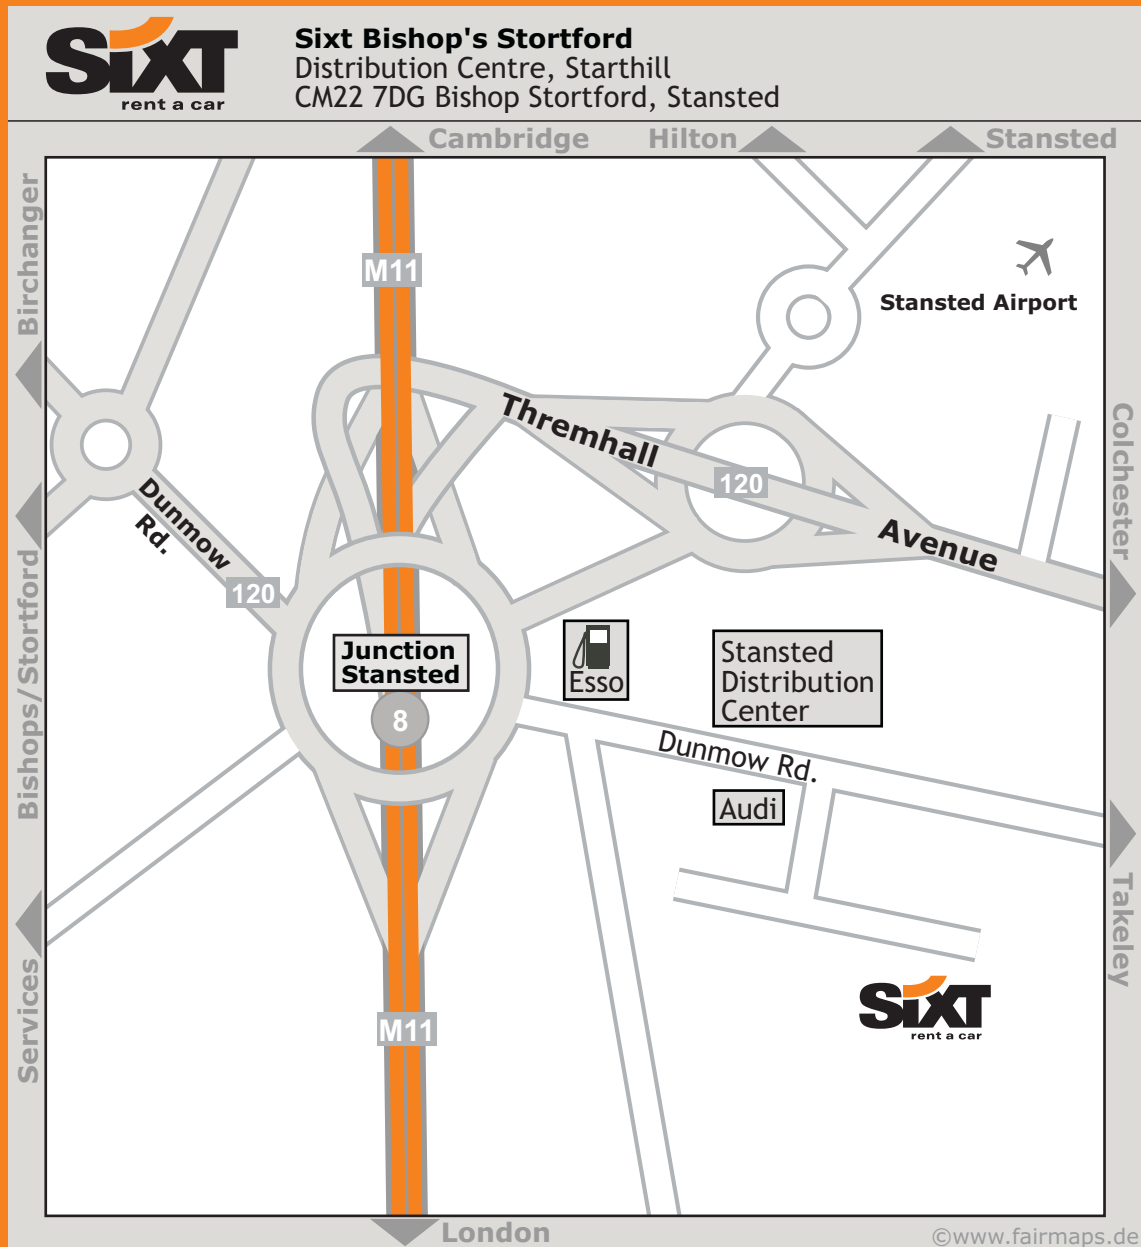 SIXT
rent a car
Sixt Bishop's Stortford
Distribution Centre, Starthill
CM22 7DG Bishop Stortford, Stansted
Cambridge
Hilton
Stansted
Birchanger
M11
Stansted Airport
Thremhall
120
Avenue
Colchester
Dunmow
Rd.
120
Bishops/Stortford
Junction
Stansted
8
Esso
Stansted
Distribution
Center
Dunmow Rd.
Audi
Takeley
Services
SIXT
rent a car
M11
London
©www.fairmaps.de